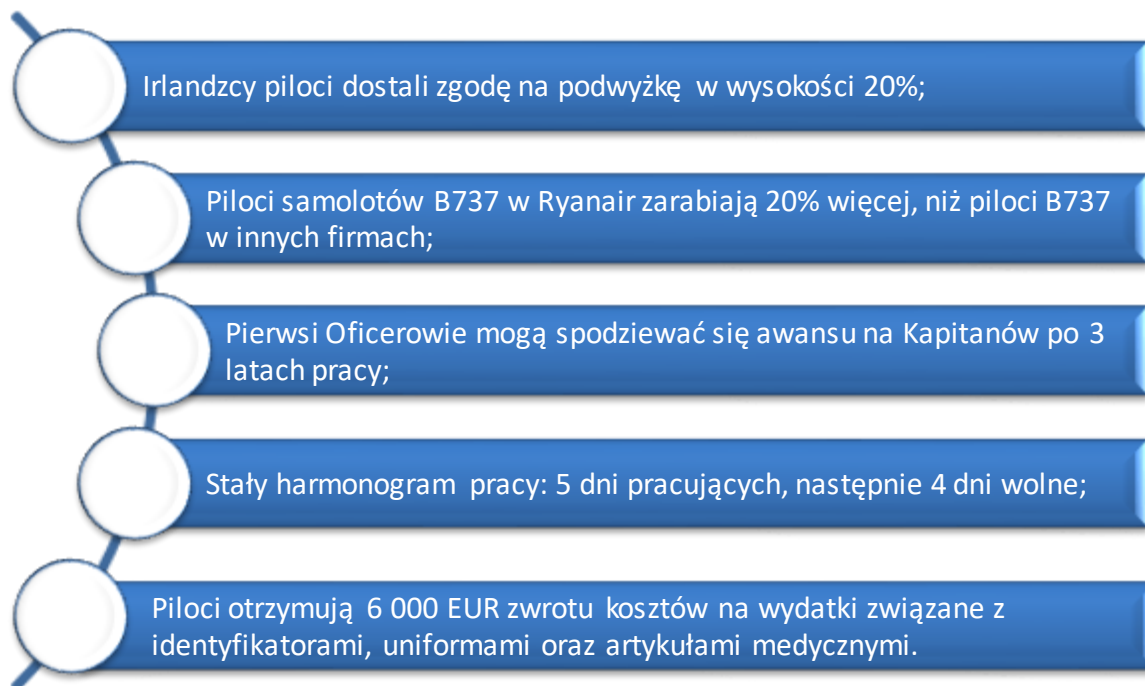 Irlandzcy piloci dostali zgodę na podwyżkę w wysokości 20%;
Piloci samolotów B737 w Ryanair zarabiają 20% więcej, niż piloci B737
w innych firmach;
Pierwsi Oficerowie mogą spodziewać się awansu na Kapitanów po 3
latach pracy;
Stały harmonogram pracy: 5 dni pracujących, następnie 4 dni wolne;
Piloci otrzymują 6 000 EUR zwrotu kosztów na wydatki związane z
identyfikatorami, uniformami oraz artykułami medycznymi.